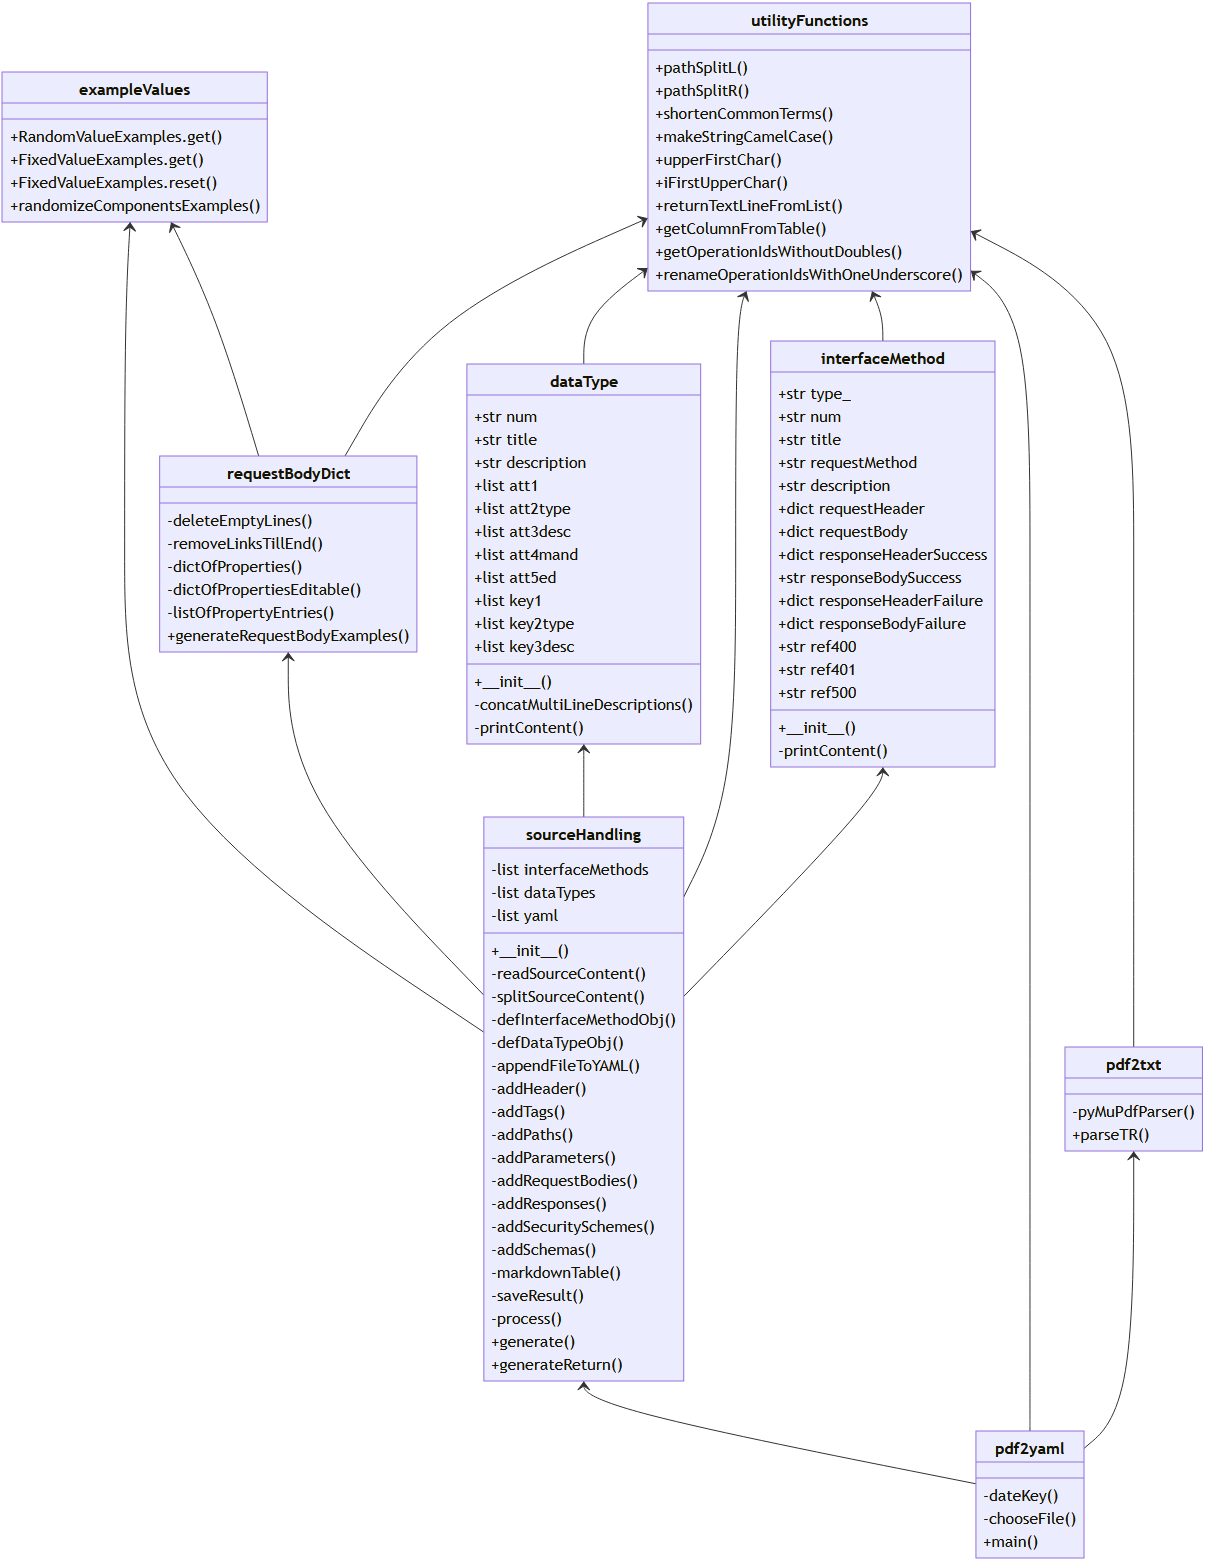 utilityFunctions
+pathSplitL()
+pathSplitR()
+shortenCommonTerms()
+makeStringCamelCase()
+upperFirstChar()
+iFirstUpperChar()
+returnTextLineFromList()
+getColumnFromTable()
+getOperationIdsWithoutDoubles()
+renameOperationIdsWithOneUnderscore()
exampleValues
+RandomValueExamples.get()
+FixedValueExamples.get()
+FixedValueExamples.reset()
+randomizeComponentsExamples()
requestBodyDict
-deleteEmptyLines()
-removeLinksTillEnd()
-dictOfProperties()
-dictOfPropertiesEditable()
-listOfPropertyEntries()
+generateRequestBodyExamples()
dataType
+str num
+str title
+str description
+list att1
+list att2type
+list att3desc
+list att4mand
+list att5ed
+list key1
+list key2type
+list key3desc
+__init__()
-concatMultiLineDescriptions()
-printContent()
interfaceMethod
+str type_
+str num
+str title
+str requestMethod
+str description
+dict requestHeader
+dict requestBody
+dict responseHeaderSuccess
+str responseBodySuccess
+dict responseHeaderFailure
+dict responseBodyFailure
+str ref400
+str ref401
+str ref500
+__init__()
-printContent()
sourceHandling
-list interfaceMethods
-list dataTypes
-list yaml
+__init__()
-readSourceContent()
-splitSourceContent()
-defInterfaceMethodObj()
-defDataTypeObj()
-appendFileToYAML()
-addHeader()
-addTags()
-addPaths()
-addParameters()
-addRequestBodies()
-addResponses()
-addSecuritySchemes()
-addSchemas()
-markdownTable()
-saveResult()
-process()
+generate()
+generateReturn()
pdf2txt
-pyMuPdfParser()
+parseTR()
pdf2yaml
-dateKey()
-chooseFile()
+main()